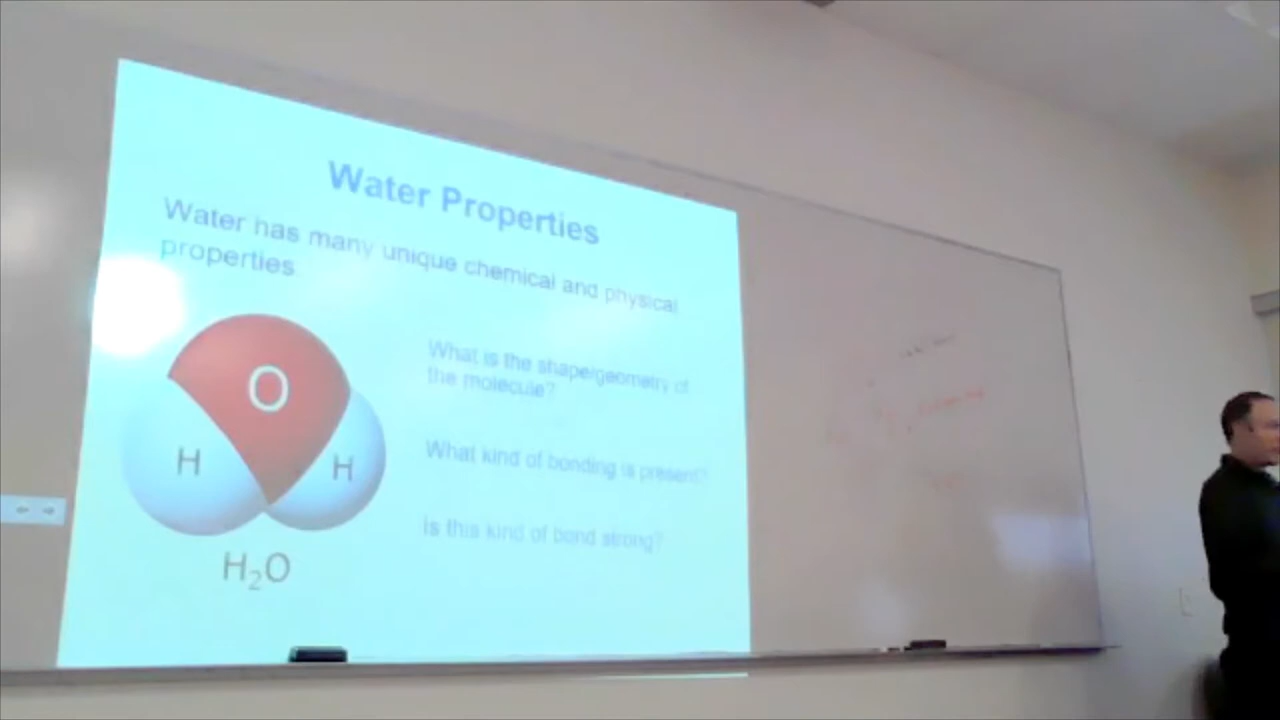 Water Properties
Water has many unique chemical and physical
properties
O
H
H
H₂O
What is the shape/geometry of
the molecule?
What kind of bonding is present?
Is this kind of bond strong?